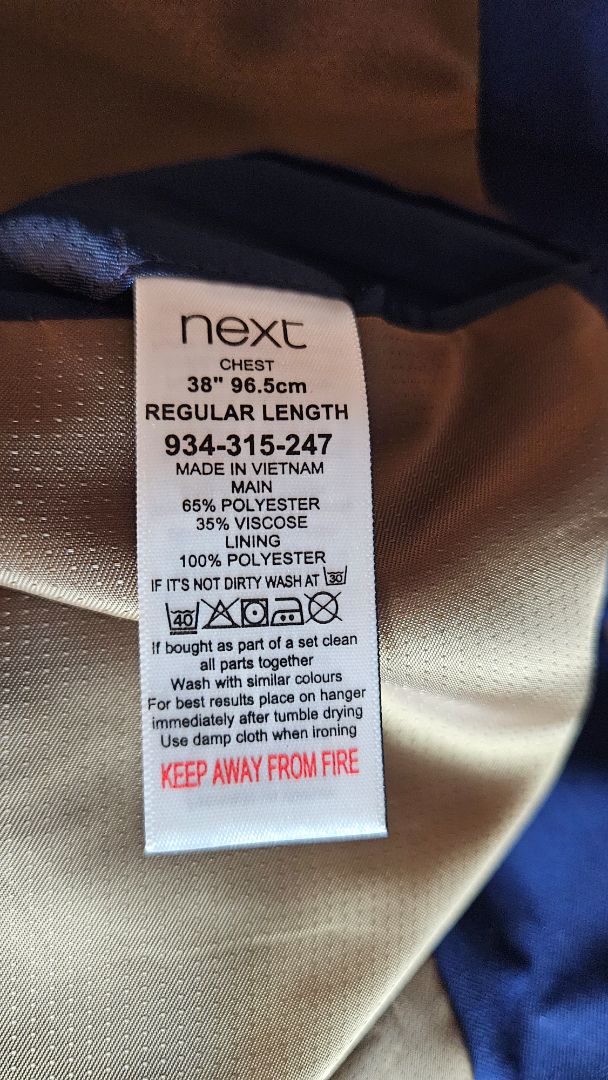 next
CHEST
38" 96.5cm
REGULAR LENGTH
934-315-247
MADE IN VIETNAM
MAIN
65% POLYESTER
35% VISCOSE
LINING
100% POLYESTER
IF IT'S NOT DIRTY WASH AT 30
40
If bought as part of a set clean
all parts together
Wash with similar colours
For best results place on hanger
immediately after tumble drying
Use damp cloth when ironing
KEEP AWAY FROM FIRE